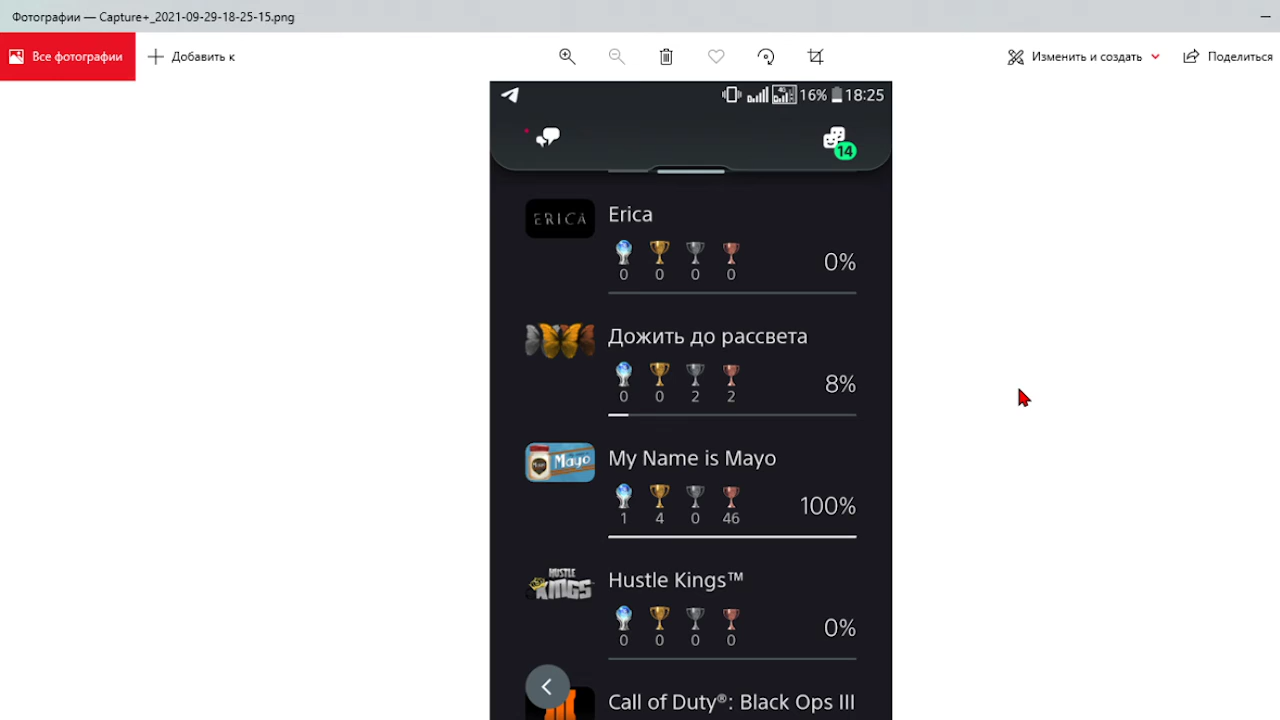 Фотографии — Capture+_2021-09-29-18-25-15.png
Все фотографии
Добавить к
Изменить и создать
Поделиться
4G 16% 18:25
14
ERICA
Erica
0 0 0 0
0%
Дожить до рассвета
0 0 2 2
8%
Mayo
My Name is Mayo
1 4 0 46
100%
HUSTLE
KINGS
Hustle Kings™
0 0 0 0
0%
Call of Duty®: Black Ops III